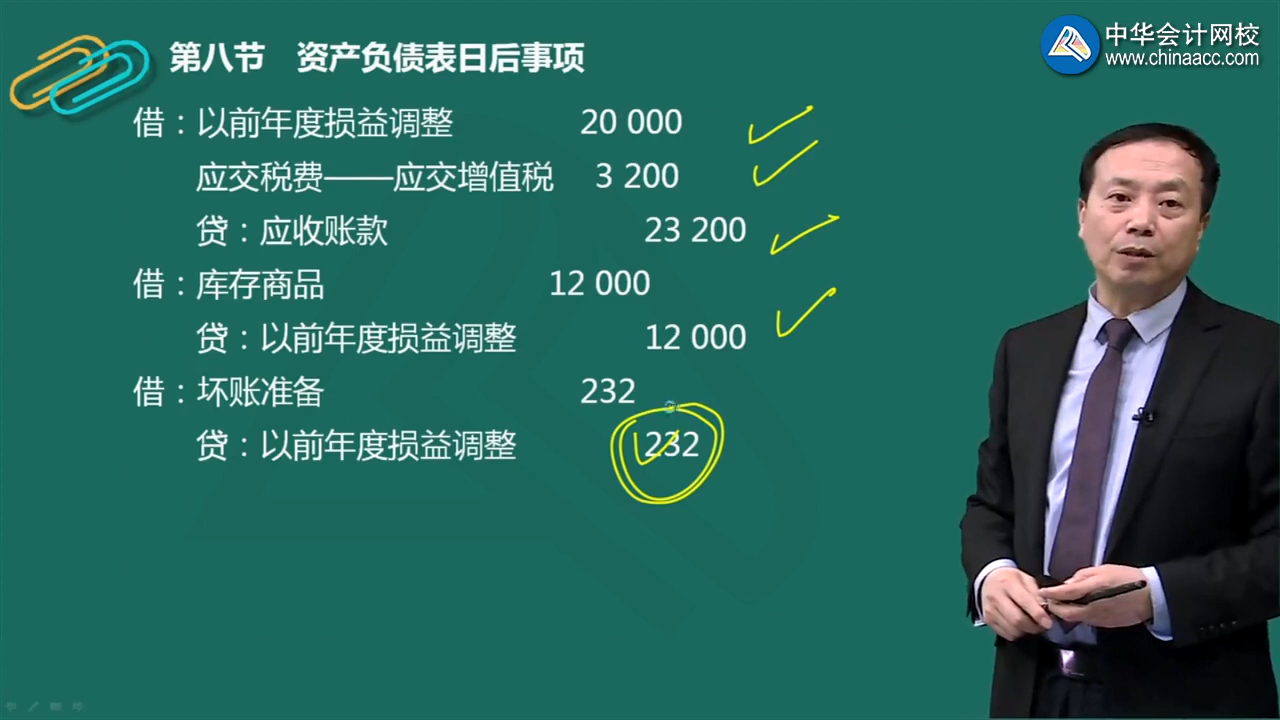 第八节 资产负债表日后事项
中华会计网校
www.chinaacc.com
借：以前年度损益调整 20 000
应交税费——应交增值税 3 200
贷：应收账款 23 200
借：库存商品 12 000
贷：以前年度损益调整 12 000
借：坏账准备 232
贷：以前年度损益调整 232